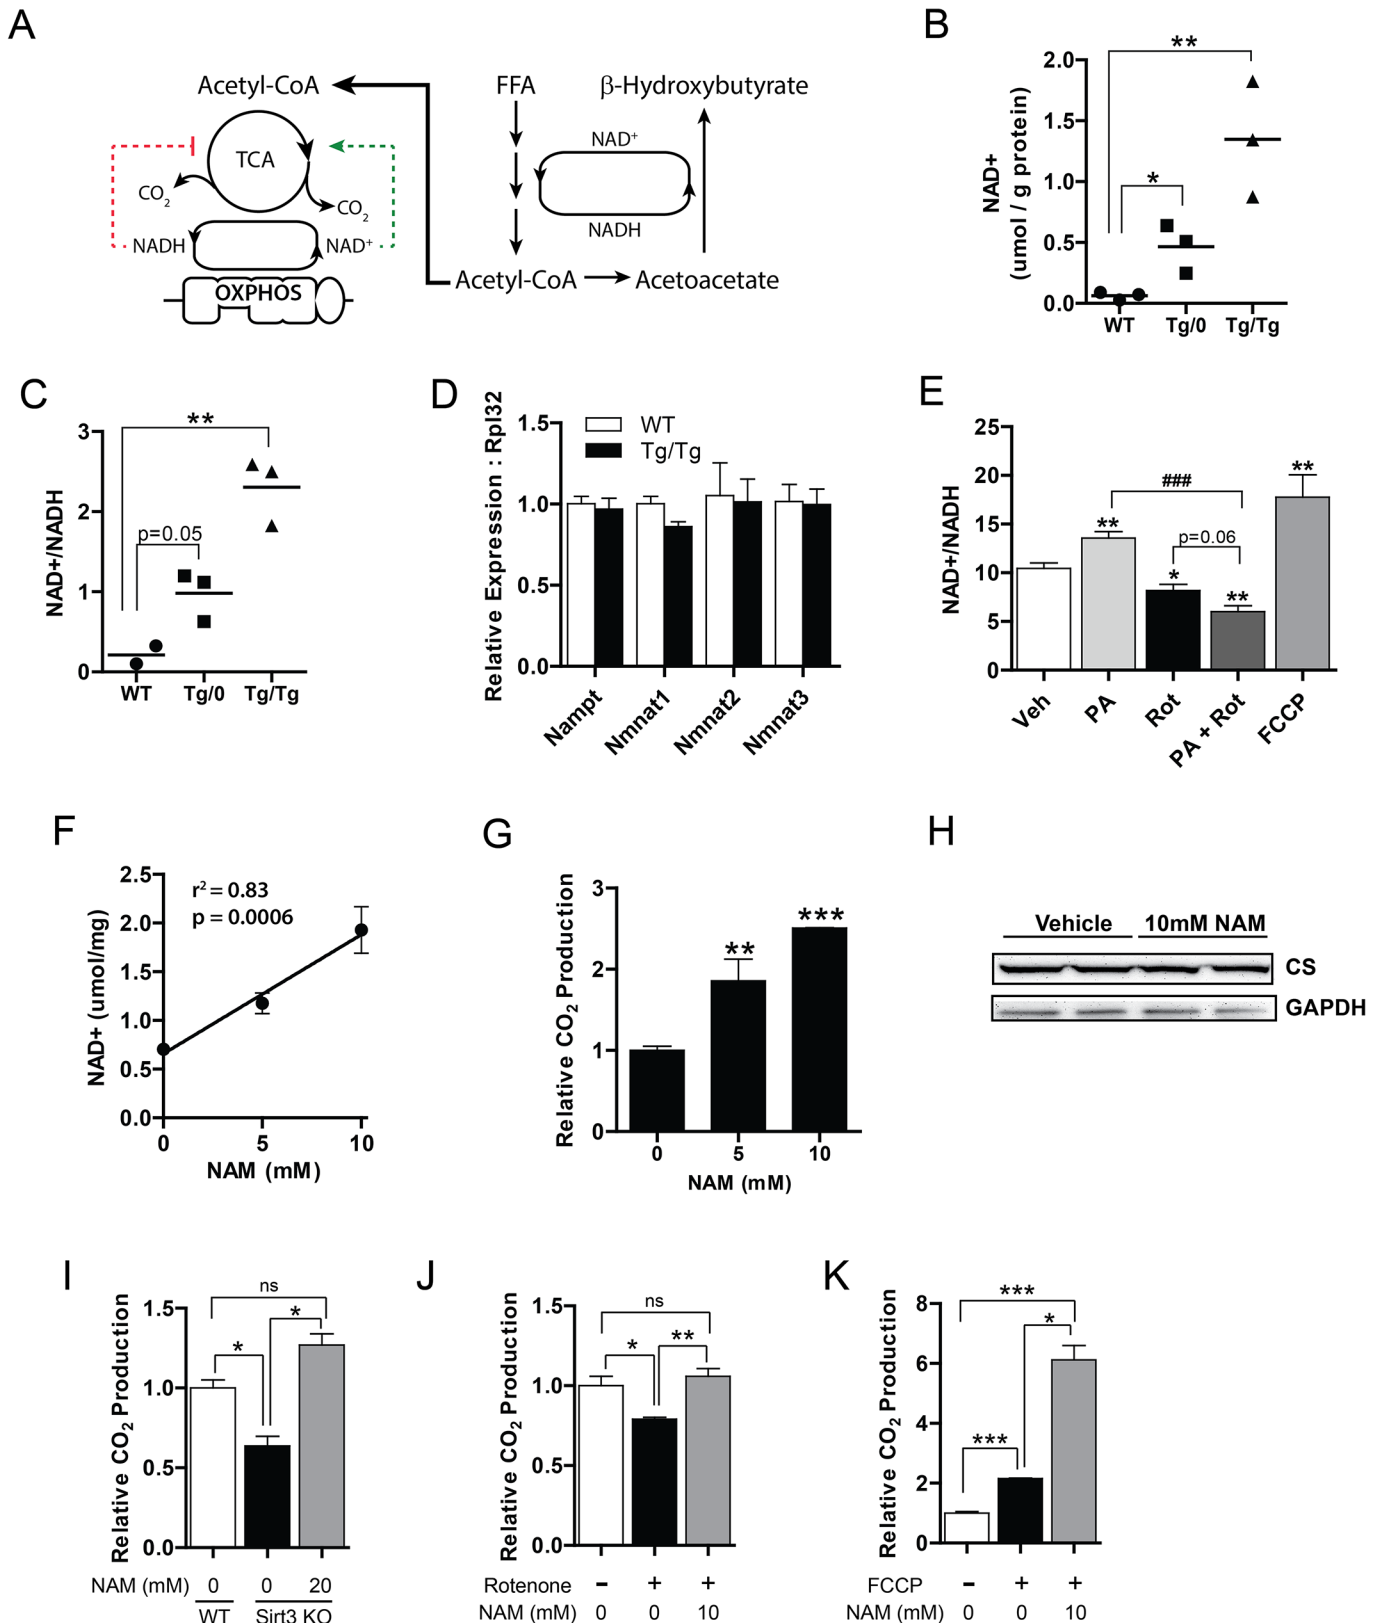 A
Acetyl-CoA
FFA
β-Hydroxybutyrate
TCA
NAD+
CO2
CO2
NADH
NADH
NAD+
OXPHOS
Acetyl-CoA
Acetoacetate
B
NAD+
(umol / g protein)
2.0
1.5
1.0
0.5
0.0
**
*
WT
Tg/0
Tg/Tg
C
NAD+/NADH
3
2
1
0
**
p=0.05
WT
Tg/0
Tg/Tg
D
Relative Expression : Rpl32
1.5
1.0
0.5
0.0
WT
Tg/Tg
Nampt
Nmnat1
Nmnat2
Nmnat3
E
NAD+/NADH
25
20
15
10
5
0
**
###
**
p=0.06
*
**
Veh
PA
Rot
PA + Rot
FCCP
F
NAD+ (umol/mg)
2.5
2.0
1.5
1.0
0.5
0.0
r2 = 0.83
p = 0.0006
0
5
10
NAM (mM)
G
Relative CO2 Production
3
2
1
0
**
***
0
5
10
NAM (mM)
H
Vehicle
10mM NAM
CS
GAPDH
I
Relative CO2 Production
1.5
1.0
0.5
0.0
ns
*
*
NAM (mM)
0
0
20
WT
Sirt3 KO
J
Relative CO2 Production
1.5
1.0
0.5
0.0
ns
*
**
Rotenone
–
+
+
NAM (mM)
0
0
10
K
Relative CO2 Production
8
6
4
2
0
***
*
***
FCCP
–
+
+
NAM (mM)
0
0
10